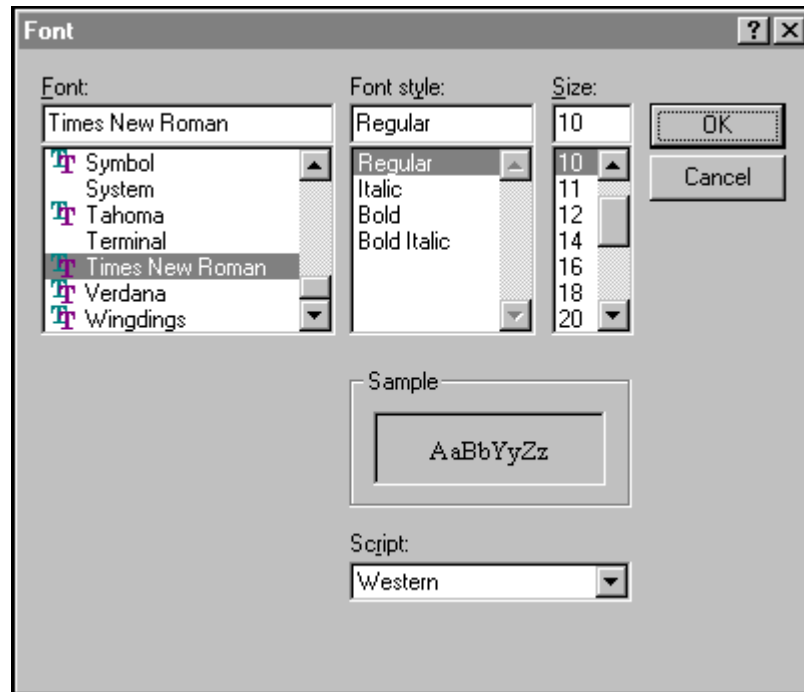 Font
Font:
Times New Roman
Symbol
System
Tahoma
Terminal
Times New Roman
Verdana
Wingdings
Font style:
Regular
Regular
Italic
Bold
Bold Italic
Size:
10
10
11
12
14
16
18
20
OK
Cancel
Sample
AaBbYyZz
Script:
Western